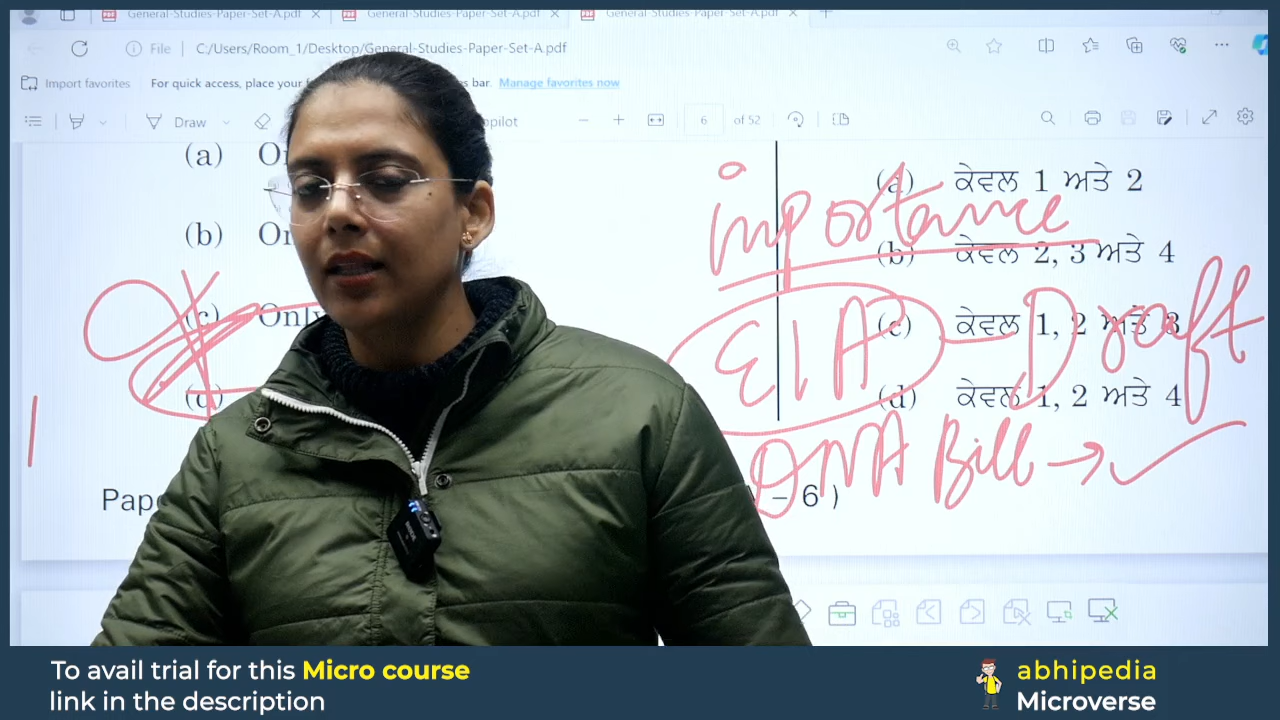 General-Studies-Paper-Set-A.pdf
General-Studies-Paper-Set-A.pdf
General-Studies-Paper-Set-A.pdf
File
C:/Users/Room_1/Desktop/General-Studies-Paper-Set-A.pdf
Import favorites
For quick access, place your
es bar. Manage favorites now
Draw
opilot
6 of 52
(a)
(b)
(c) Only
(a) ਕੇਵਲ 1 ਅਤੇ 2
(b) ਕੇਵਲ 2, 3 ਅਤੇ 4
(c) ਕੇਵਲ 1, 2 ਅਤੇ 3
(d) ਕੇਵਲ 1, 2 ਅਤੇ 4
importance
EIA – Draft
DNA Bill →
Pape
– 6 )
To avail trial for this Micro course
link in the description
abhipedia
Microverse